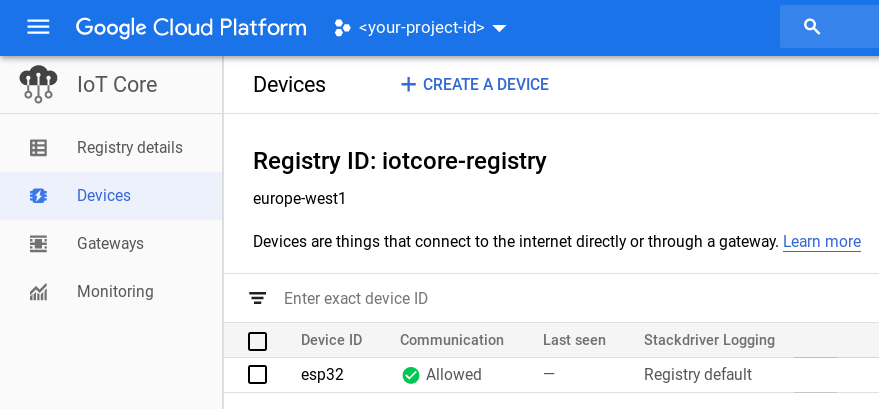 Google Cloud Platform <your-project-id>
IoT Core
Devices + CREATE A DEVICE
Registry details
Devices
Gateways
Monitoring
Registry ID: iotcore-registry
europe-west1
Devices are things that connect to the internet directly or through a gateway. Learn more
Enter exact device ID
Device ID Communication Last seen Stackdriver Logging
esp32 Allowed — Registry default